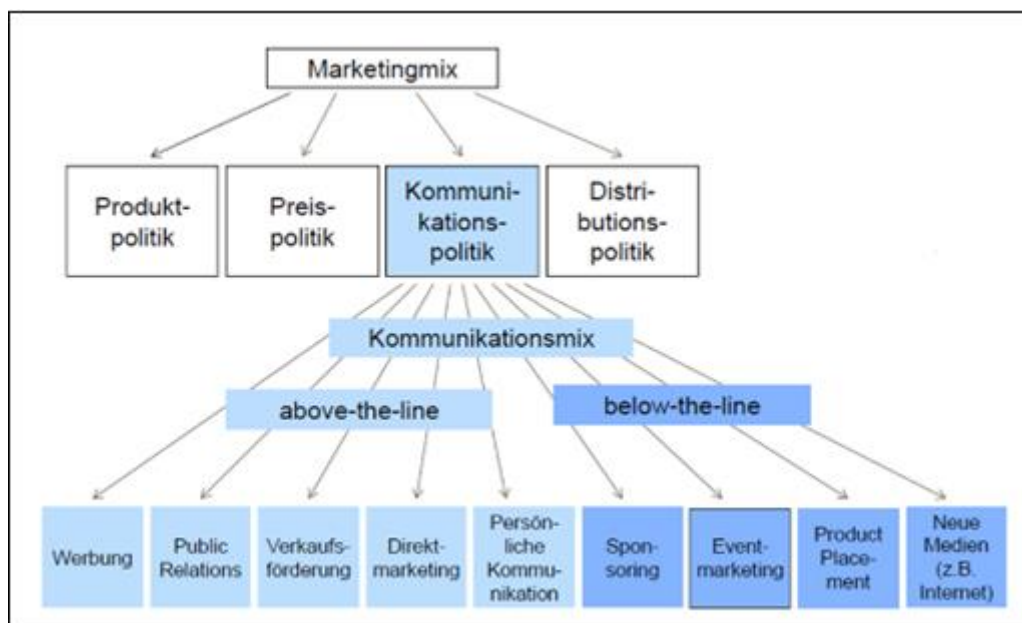 Marketingmix
Produkt-
politik
Preis-
politik
Kommuni-
kations-
politik
Distri-
butions-
politik
Kommunikationsmix
above-the-line
below-the-line
Werbung
Public
Relations
Verkaufs-
förderung
Direkt-
marketing
Persön-
liche
Kommu-
nikation
Spon-
soring
Event-
marketing
Product
Place-
ment
Neue
Medien
(z.B.
Internet)